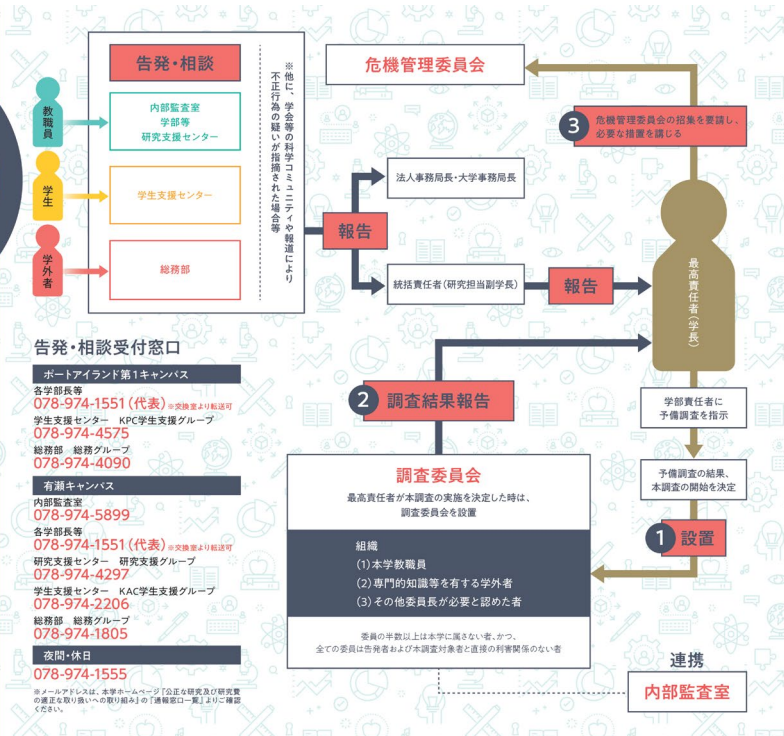 告発・相談
教職員
内部監査室
学部等
研究支援センター
学生
学生支援センター
学外者
総務部
※他に、学会等の科学コミュニティや報道により
不正行為の疑いが指摘された場合等
報告
法人事務局長・大学事務局長
統括責任者(研究担当副学長)
報告
危機管理委員会
3
危機管理委員会の招集を要請し、
必要な措置を講じる
最高責任者(学長)
学部責任者に
予備調査を指示
予備調査の結果、
本調査の開始を決定
1 設置
2 調査結果報告
調査委員会
最高責任者が本調査の実施を決定した時は、
調査委員会を設置
組織
(1)本学教職員
(2)専門的知識等を有する学外者
(3)その他委員長が必要と認めた者
委員の半数以上は本学に属さない者、かつ、
全ての委員は告発者および本調査対象者と直接の利害関係のない者
連携
内部監査室
告発・相談受付窓口
ポートアイランド第1キャンパス
各学部長等
078-974-1551(代表)※交換室より転送可
学生支援センター KPC学生支援グループ
078-974-4575
総務部 総務グループ
078-974-4090
有瀬キャンパス
内部監査室
078-974-5899
各学部長等
078-974-1551(代表)※交換室より転送可
研究支援センター 研究支援グループ
078-974-4297
学生支援センター KAC学生支援グループ
078-974-2206
総務部 総務グループ
078-974-1805
夜間・休日
078-974-1555
※メールアドレスは、本学ホームページ『公正な研究及び研究費
の適正な取り扱いへの取り組み』の『通報窓口一覧』よりご確認
ください。